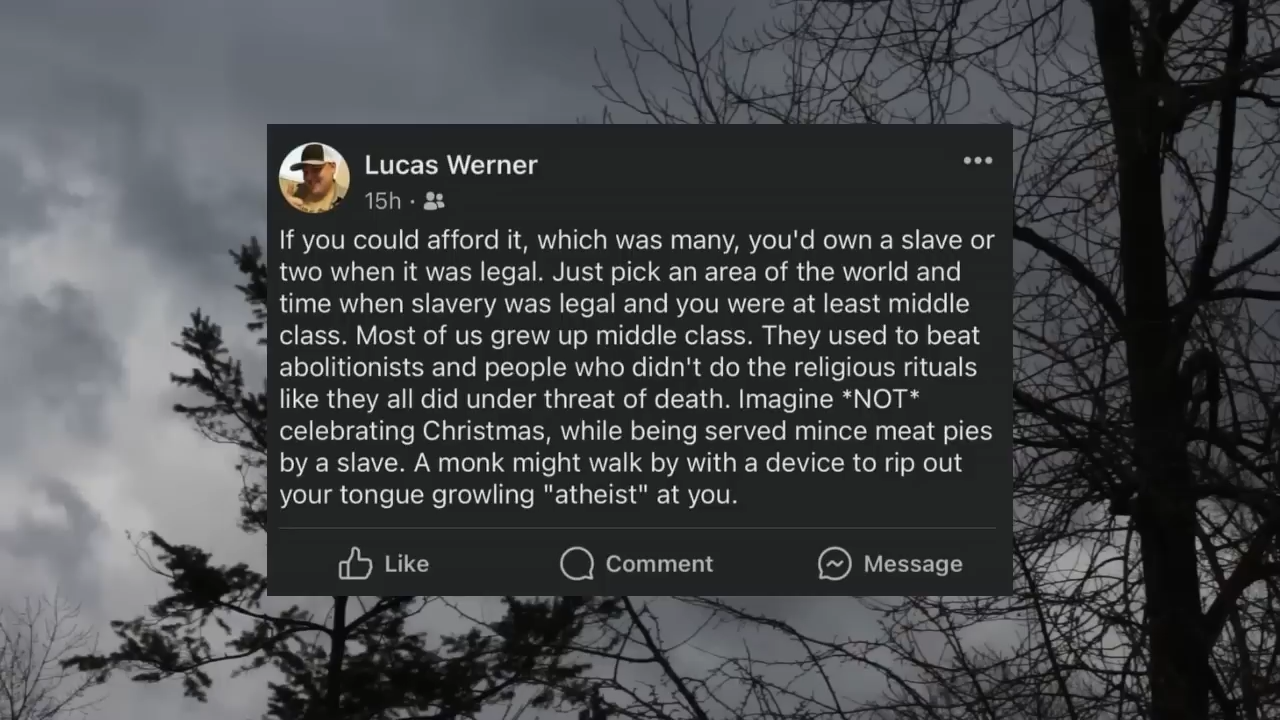 Lucas Werner
15h ·
If you could afford it, which was many, you'd own a slave or
two when it was legal. Just pick an area of the world and
time when slavery was legal and you were at least middle
class. Most of us grew up middle class. They used to beat
abolitionists and people who didn't do the religious rituals
like they all did under threat of death. Imagine *NOT*
celebrating Christmas, while being served mince meat pies
by a slave. A monk might walk by with a device to rip out
your tongue growling "atheist" at you.
Like Comment Message